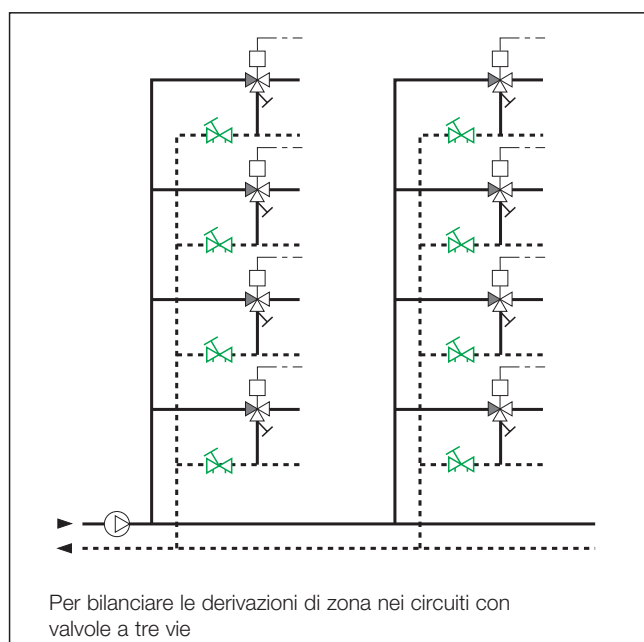 Per bilanciare le derivazioni di zona nei circuiti con
valvole a tre vie